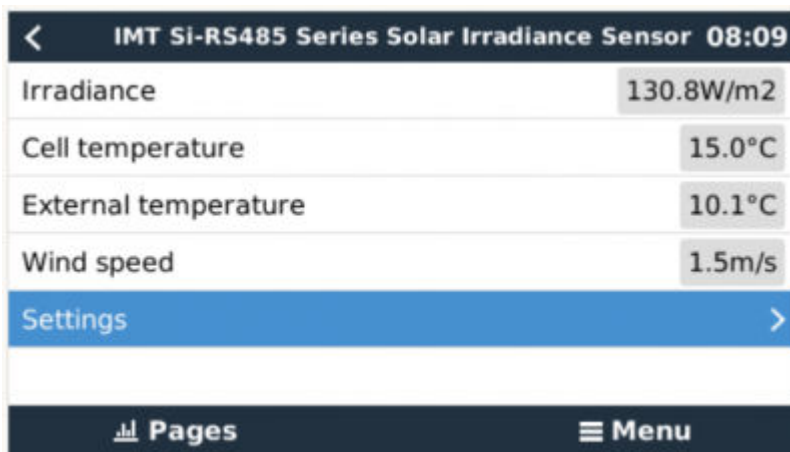 IMT Si-RS485 Series Solar Irradiance Sensor 08:09
Irradiance 130.8W/m2
Cell temperature 15.0°C
External temperature 10.1°C
Wind speed 1.5m/s
Settings
Pages Menu